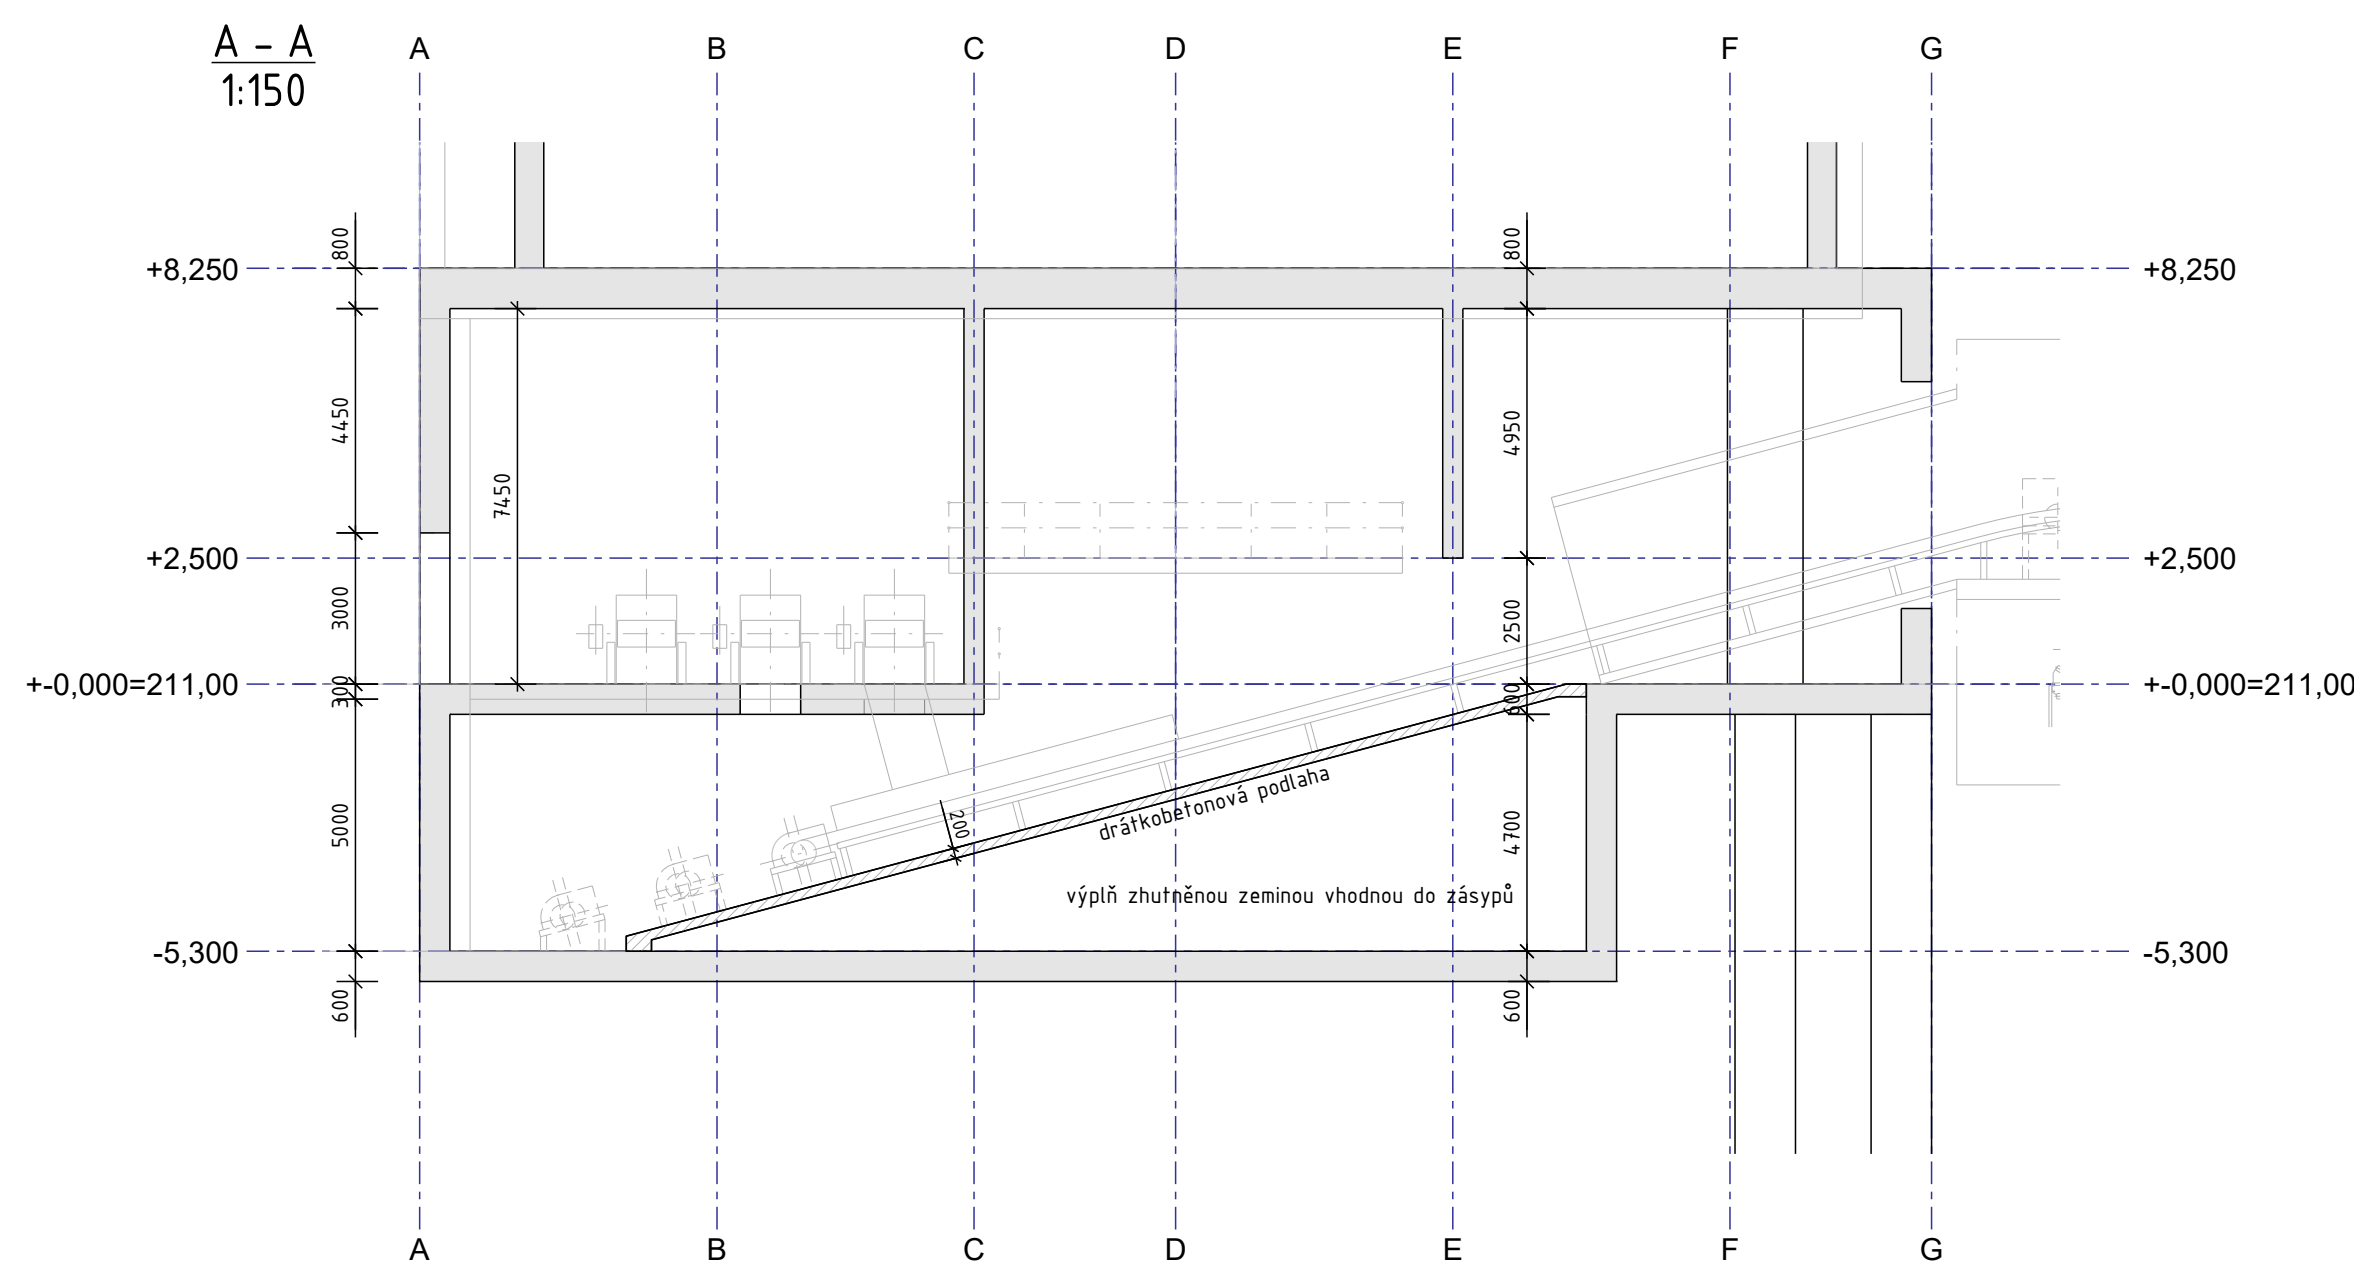 A – A
1:150
A B C D E F G
800 800
+8,250 +8,250
4450 4950
7450
+2,500 +2,500
3000 2500
+-0,000=211,00 +-0,000=211,00
300 600
200
drátkobetonová podlaha
5000 4700
výplň zhutněnou zeminou vhodnou do zásypů
-5,300 -5,300
600 600
A B C D E F G